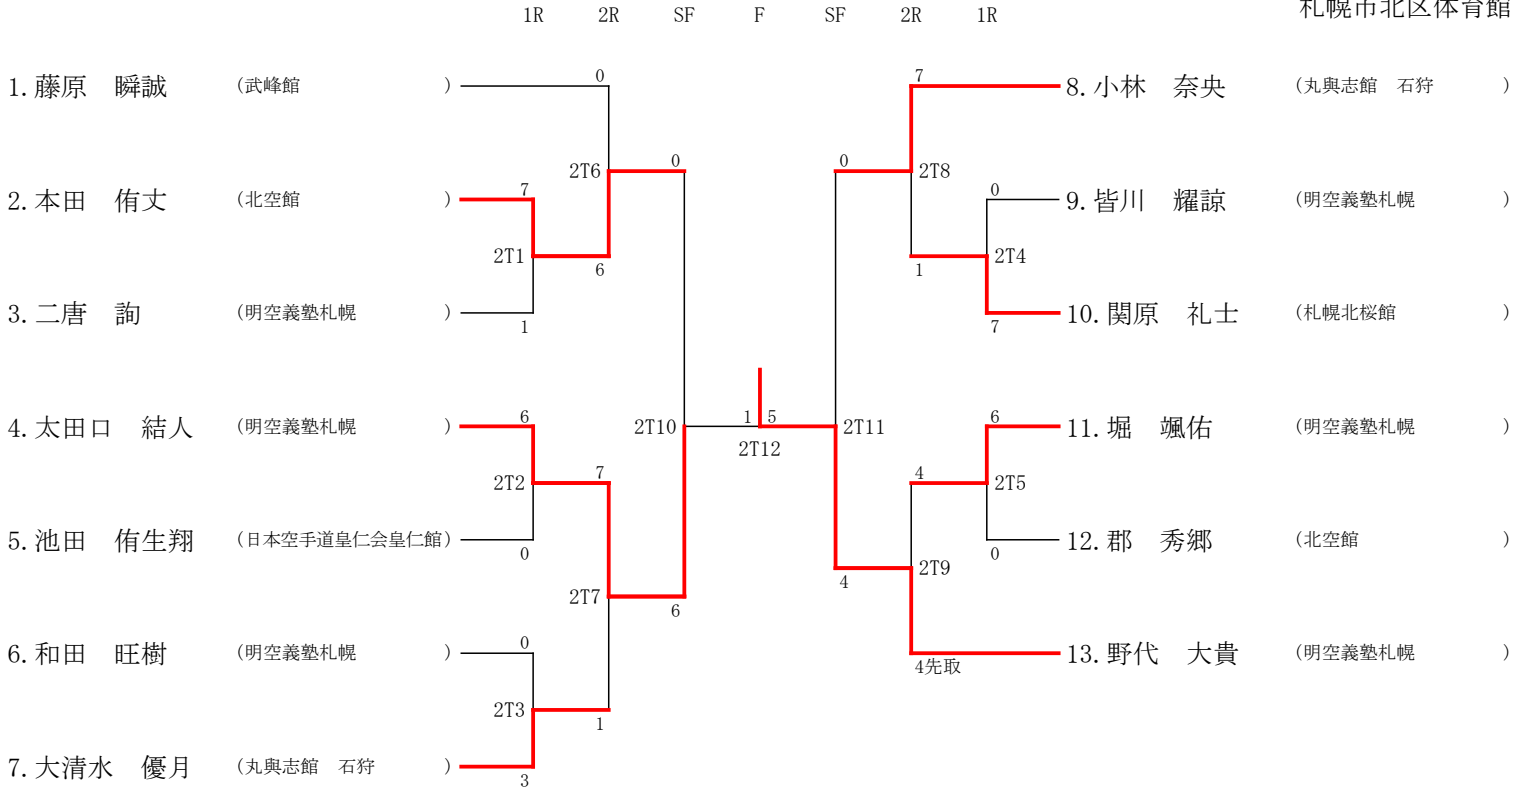 札幌市北区体育館
1R 2R SF F SF 2R 1R
0 7
1. 藤原 瞬誠 (武峰館 ) 8. 小林 奈央 (丸興志館 石狩 )
0 0
2T6 2T8
7 0
2. 本田 侑丈 (北空館 ) 9. 皆川 耀諒 (明空義塾札幌 )
2T1 2T4
6 1
3. 二唐 詢 (明空義塾札幌 ) 10. 関原 礼士 (札幌北桜館 )
1 7
6 1 5 6
4. 太田口 結人 (明空義塾札幌 ) 2T10 2T11 11. 堀 颯佑 (明空義塾札幌 )
2T12
7 4
2T2 2T5
5. 池田 侑生翔 (日本空手道皇仁会皇仁館) 12. 郡 秀郷 (北空館 )
0 0
2T9
4
2T7
6
0
6. 和田 旺樹 (明空義塾札幌 ) 13. 野代 大貴 (明空義塾札幌 )
4先取
2T3
1
7. 大清水 優月 (丸興志館 石狩 )
3